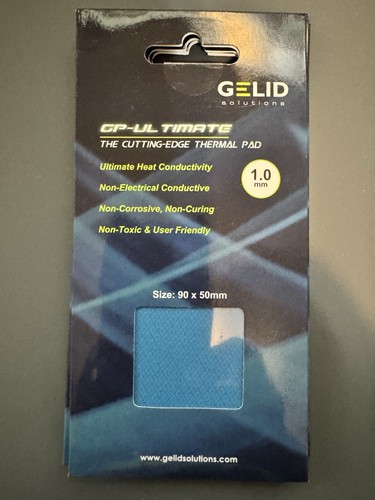 GELID
solutions
GP-ULTIMATE
THE CUTTING-EDGE THERMAL PAD
Ultimate Heat Conductivity
1.0
mm
Non-Electrical Conductive
Non-Corrosive, Non-Curing
Non-Toxic & User Friendly
Size: 90 x 50mm
www.gelidsolutions.com